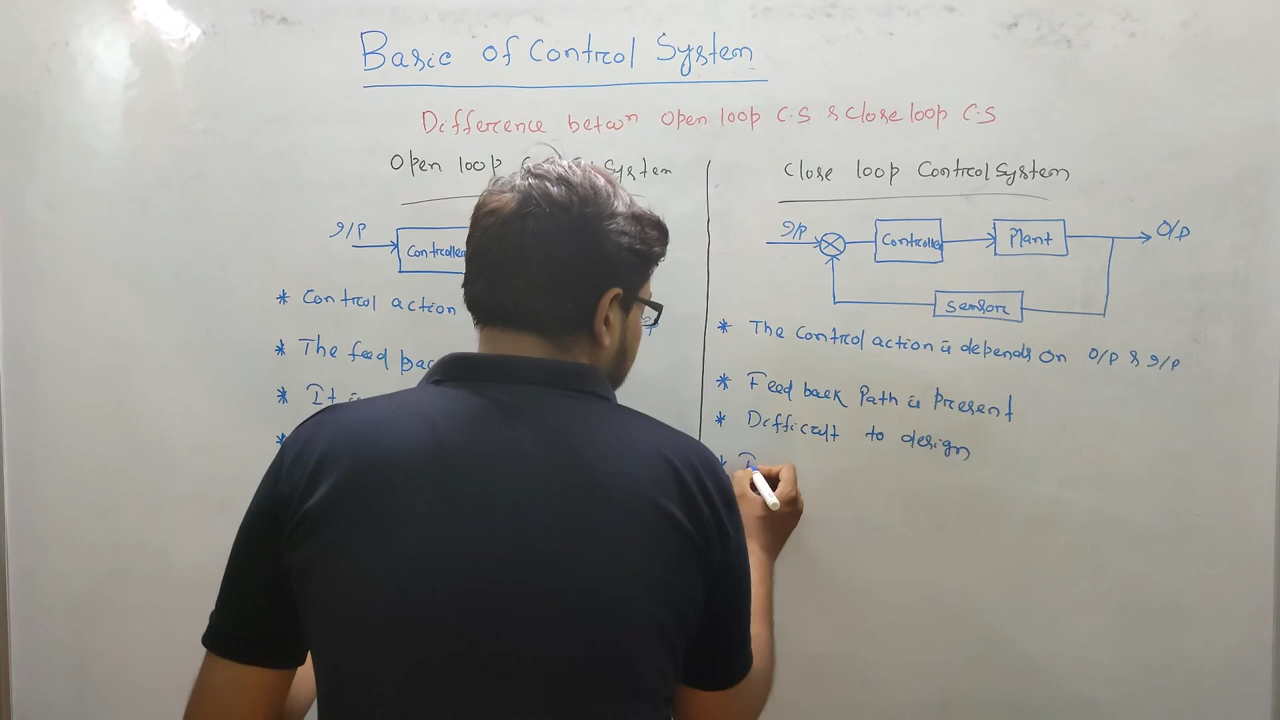 Basic of Control System
Difference betwn Open loop C.S & Close loop C.S
Open loop System
I/P Controller
* Control action
* The feed bac
* It
*
Close loop Control System
I/P Controller Plant O/P
Sensor
* The Control action is depends on O/P & I/P
* Feed back Path is Present
* Difficult to design
* I